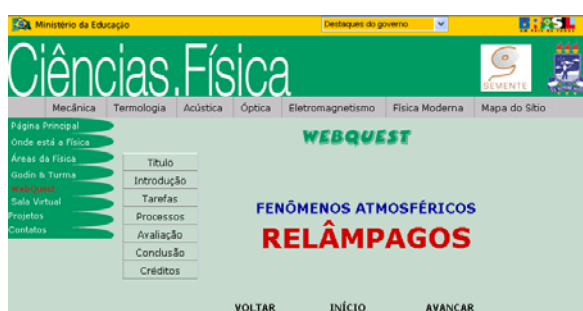 Ministério da Educação
Destaques do governo
BRASIL
Ciências.Física
SEMENTE
Mecânica Termologia Acústica Óptica Eletromagnetismo Física Moderna Mapa do Sítio
Página Principal
Onde está a Física
Áreas da Física
Godin & Turma
WebQuest
Sala Virtual
Projetos
Contatos
WEBQUEST
Título
Introdução
Tarefas
Processos
Avaliação
Conclusão
Créditos
FENÔMENOS ATMOSFÉRICOS
RELÂMPAGOS
VOLTAR INÍCIO AVANÇAR